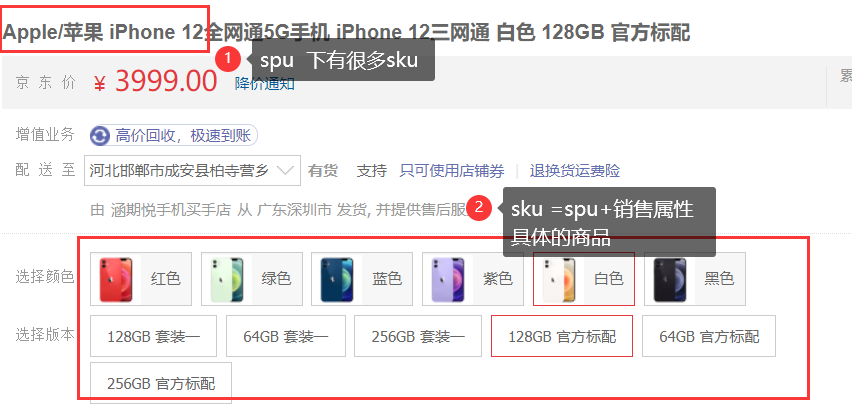 Apple/苹果 iPhone 12全网通5G手机 iPhone 12三网通 白色 128GB 官方标配
1
spu 下有很多sku
京东价 ¥ 3999.00 降价通知
累
增值业务 高价回收，极速到账
配送至 河北邯郸市成安县柏寺营乡 有货 支持 只可使用店铺券 | 退换货运费险
由 涵期悦手机买手店 从 广东深圳市 发货, 并提供售后服
2
sku =spu+销售属性
具体的商品
选择颜色 红色 绿色 蓝色 紫色 白色 黑色
选择版本 128GB 套装一 64GB 套装一 256GB 套装一 128GB 官方标配 64GB 官方标配
256GB 官方标配